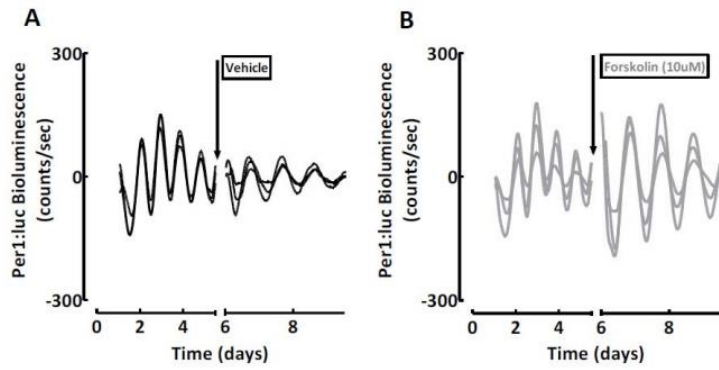 A
300
0
-300
Per1:luc Bioluminescence
(counts/sec)
Vehicle
0 2 4 6 8
Time (days)
B
300
0
-300
Per1:luc Bioluminescence
(counts/sec)
Forskolin (10uM)
0 2 4 6 8
Time (days)